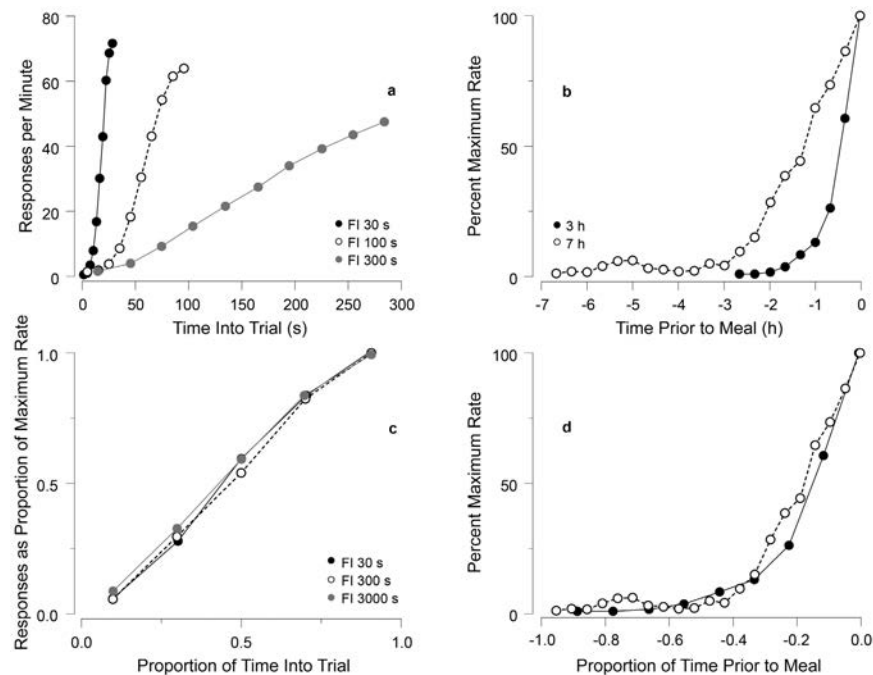 80
60
40
20
0
Responses per Minute
a
FI 30 s
FI 100 s
FI 300 s
0 50 100 150 200 250 300
Time Into Trial (s)
100
50
0
Percent Maximum Rate
b
3 h
7 h
-7 -6 -5 -4 -3 -2 -1 0
Time Prior to Meal (h)
1.0
0.5
0.0
Responses as Proportion of Maximum Rate
c
FI 30 s
FI 300 s
FI 3000 s
0.0 0.5 1.0
Proportion of Time Into Trial
100
50
0
Percent Maximum Rate
d
-1.0 -0.8 -0.6 -0.4 -0.2 0.0
Proportion of Time Prior to Meal